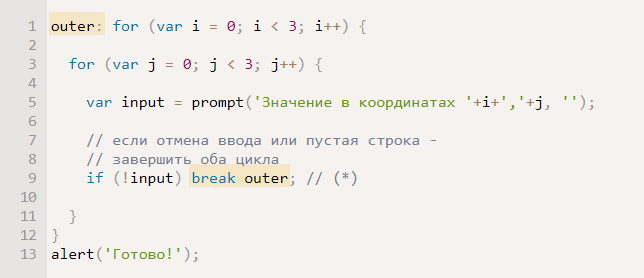 1 outer: for (var i = 0; i < 3; i++) {
2
3 for (var j = 0; j < 3; j++) {
4
5 var input = prompt('Значение в координатах '+i+','+j, '');
6
7 // если отмена ввода или пустая строка -
8 // завершить оба цикла
9 if (!input) break outer; // (*)
10
11 }
12 }
13 alert('Готово!');